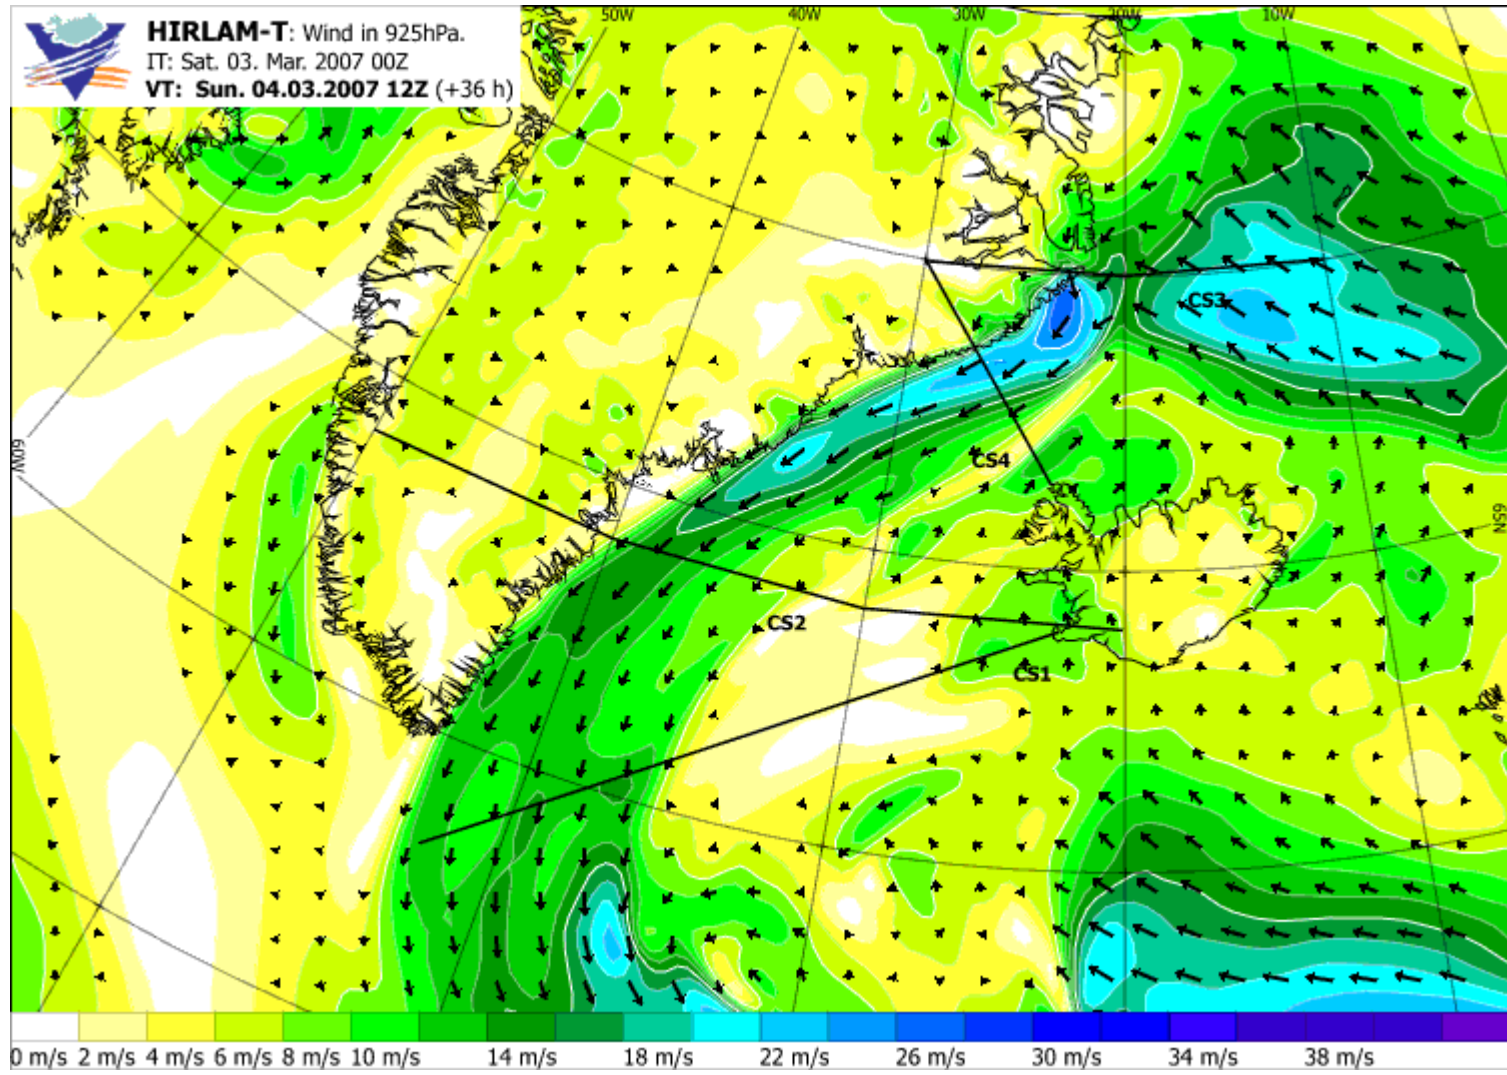 HIRLAM-T: Wind in 925hPa.
IT: Sat. 03. Mar. 2007 00Z
VT: Sun. 04.03.2007 12Z (+36 h)
50W
40W
30W
20W
10W
60W
65N
CS3
CS4
CS2
CS1
0 m/s 2 m/s 4 m/s 6 m/s 8 m/s 10 m/s 14 m/s 18 m/s 22 m/s 26 m/s 30 m/s 34 m/s 38 m/s